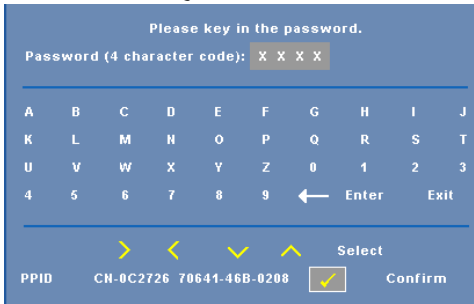 Please key in the password.
Password (4 character code): X X X X
A B C D E F G H I J
K L M N O P Q R S T
U V W X Y Z 0 1 2 3
4 5 6 7 8 9 Enter Exit
Select
PPID CN-0C2726 70641-46B-0208 Confirm